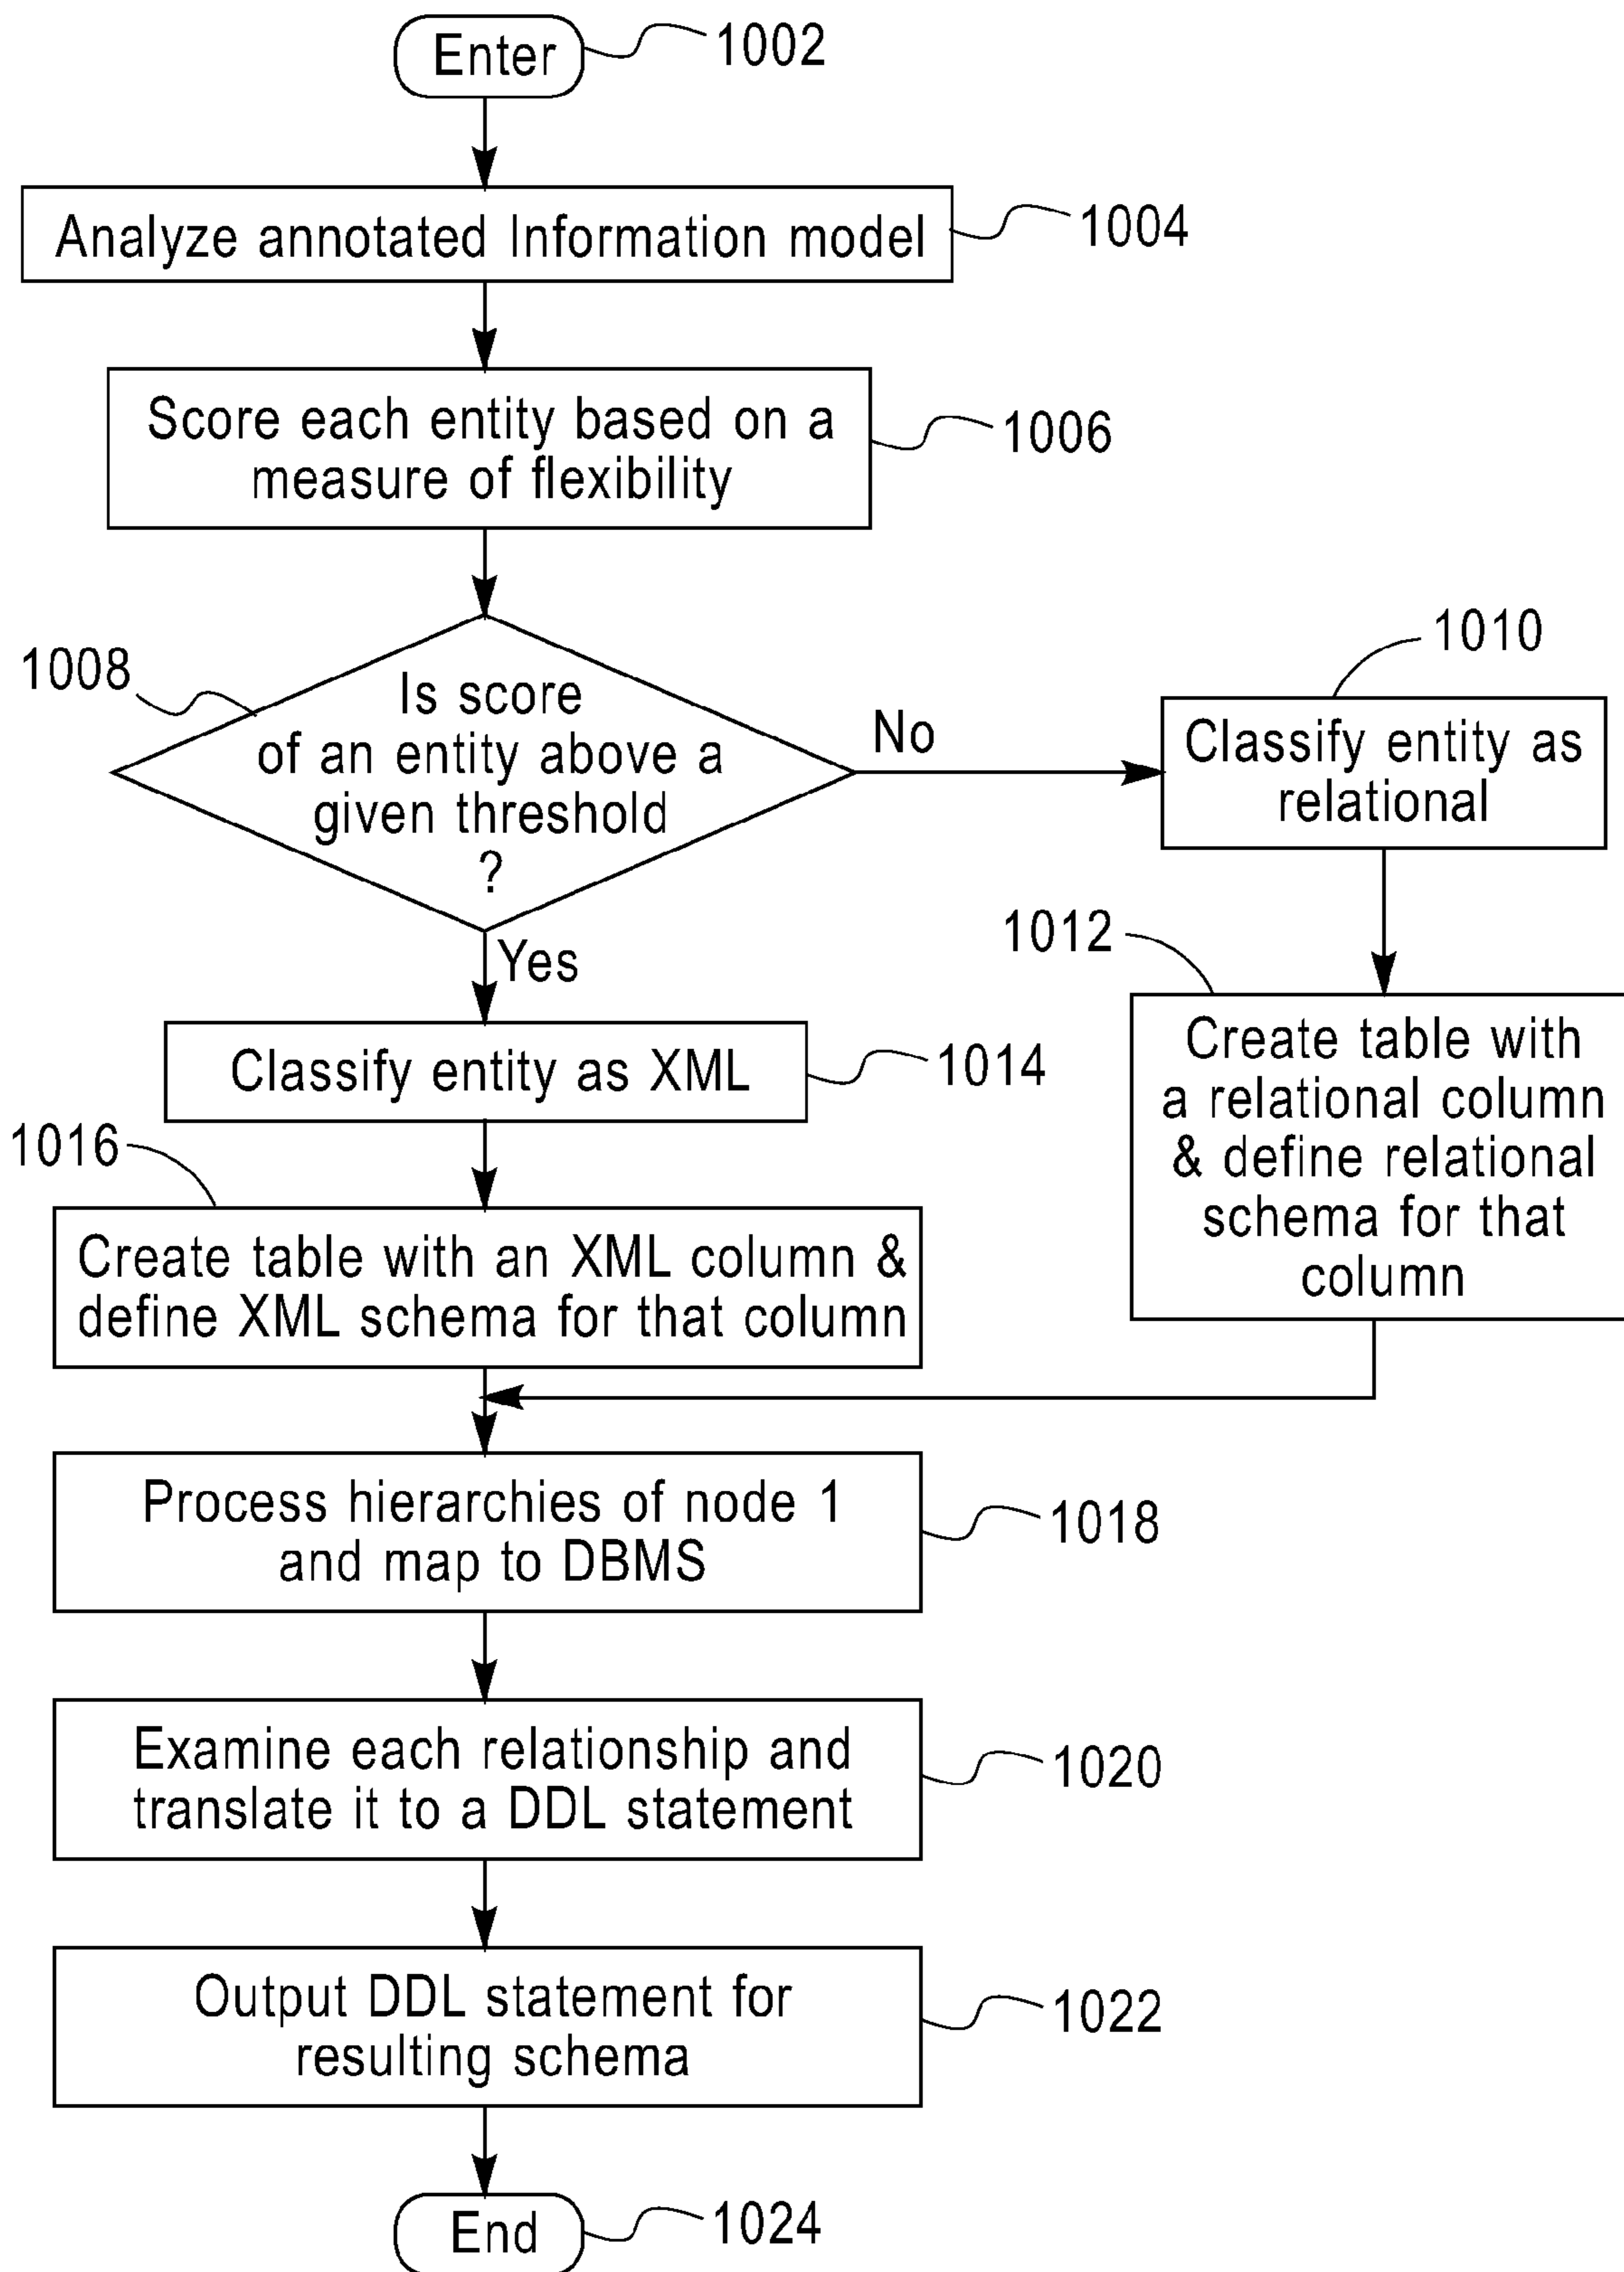 Enter
1002
Analyze annotated Information model
1004
Score each entity based on a
measure of flexibility
1006
1008
Is score
of an entity above a
given threshold
?
No
1010
Classify entity as
relational
Yes
1012
Create table with
a relational column
& define relational
schema for that
column
Classify entity as XML
1014
1016
Create table with an XML column &
define XML schema for that column
Process hierarchies of node 1
and map to DBMS
1018
Examine each relationship and
translate it to a DDL statement
1020
Output DDL statement for
resulting schema
1022
End
1024